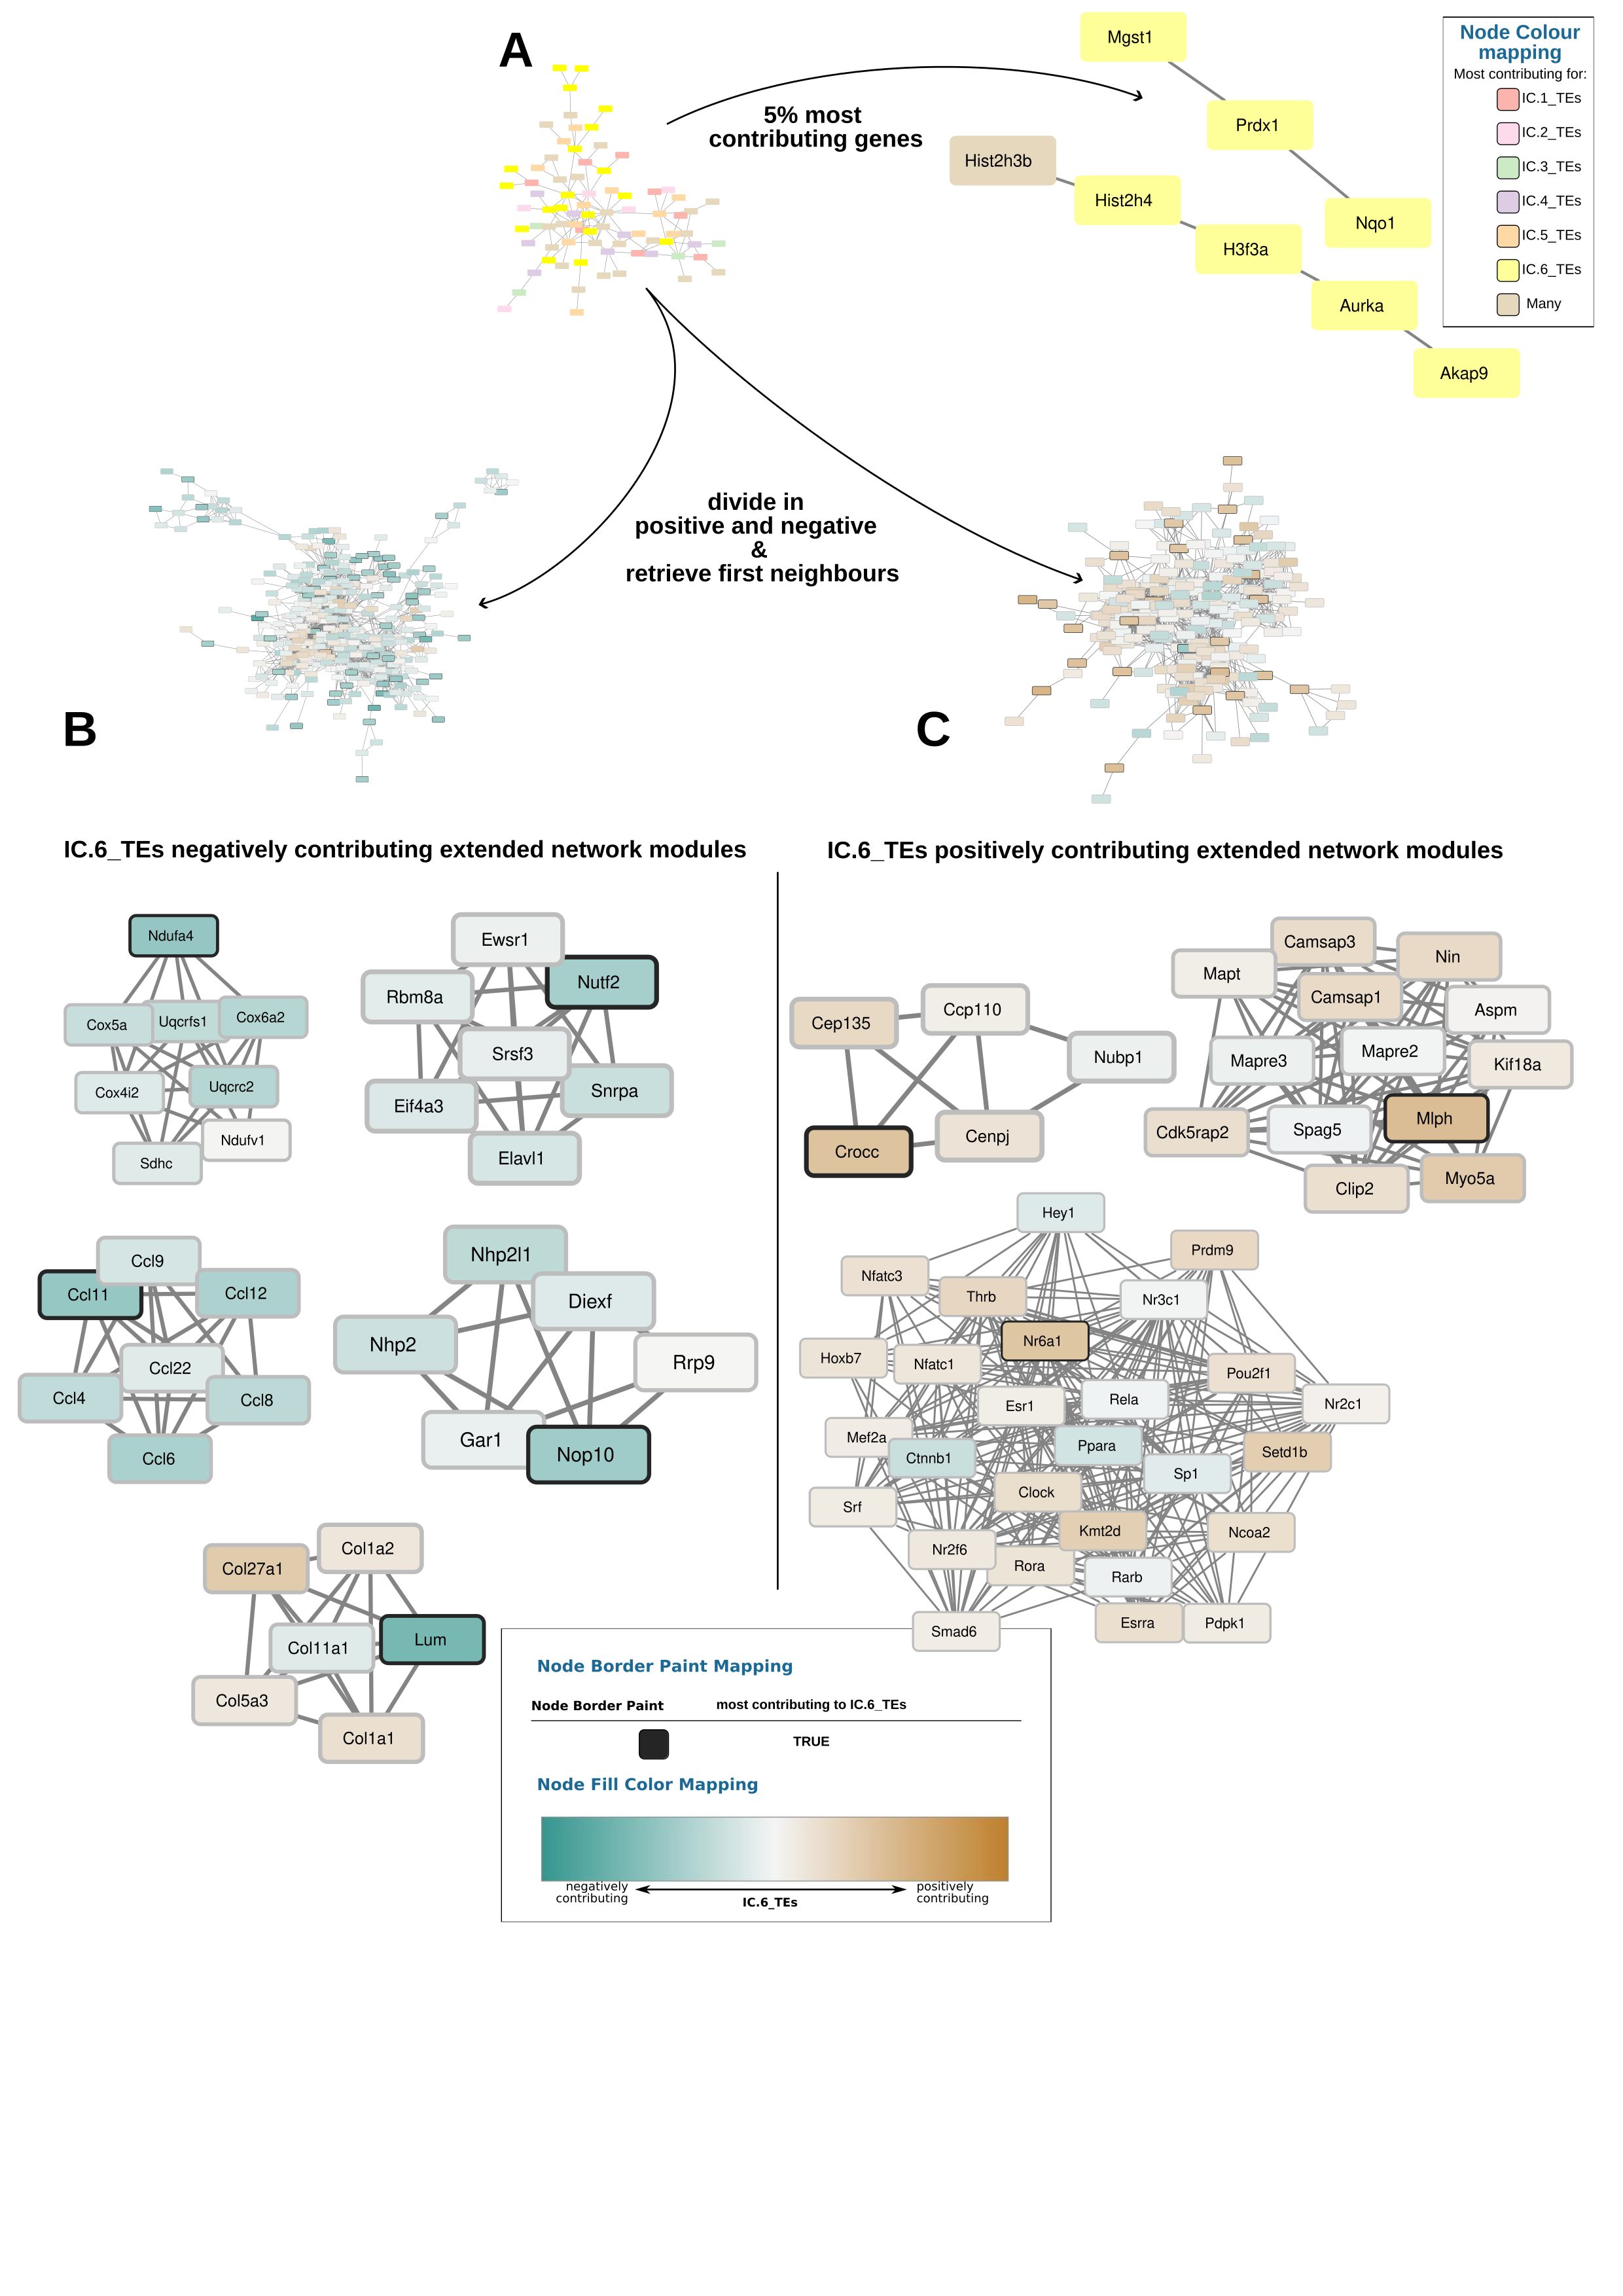 A
5% most
contributing genes
Mgst1
Prdx1
Nqo1
Hist2h3b
Hist2h4
H3f3a
Aurka
Akap9
Node Colour
mapping
Most contributing for:
IC.1_TEs
IC.2_TEs
IC.3_TEs
IC.4_TEs
IC.5_TEs
IC.6_TEs
Many
divide in
positive and negative
&
retrieve first neighbours
B
C
IC.6_TEs negatively contributing extended network modules
Ndufa4
Cox5a
Uqcrfs1
Cox6a2
Cox4i2
Uqcrc2
Ndufv1
Sdhc
Ewsr1
Nutf2
Rbm8a
Srsf3
Snrpa
Eif4a3
Elavl1
Ccl9
Ccl11
Ccl12
Ccl22
Ccl4
Ccl8
Ccl6
Nhp2l1
Diexf
Nhp2
Rrp9
Gar1
Nop10
Col1a2
Col27a1
Lum
Col11a1
Col5a3
Col1a1
IC.6_TEs positively contributing extended network modules
Cep135
Ccp110
Nubp1
Crocc
Cenpj
Camsap3
Nin
Mapt
Camsap1
Aspm
Mapre3
Mapre2
Kif18a
Mlph
Cdk5rap2
Spag5
Myo5a
Clip2
Hey1
Prdm9
Nfatc3
Thrb
Nr3c1
Nr6a1
Hoxb7
Nfatc1
Pou2f1
Esr1
Rela
Nr2c1
Mef2a
Ctnnb1
Ppara
Setd1b
Sp1
Srf
Clock
Kmt2d
Ncoa2
Nr2f6
Rora
Rarb
Smad6
Esrra
Pdpk1
Node Border Paint Mapping
Node Border Paint most contributing to IC.6_TEs
TRUE
Node Fill Color Mapping
negatively
contributing
IC.6_TEs
positively
contributing